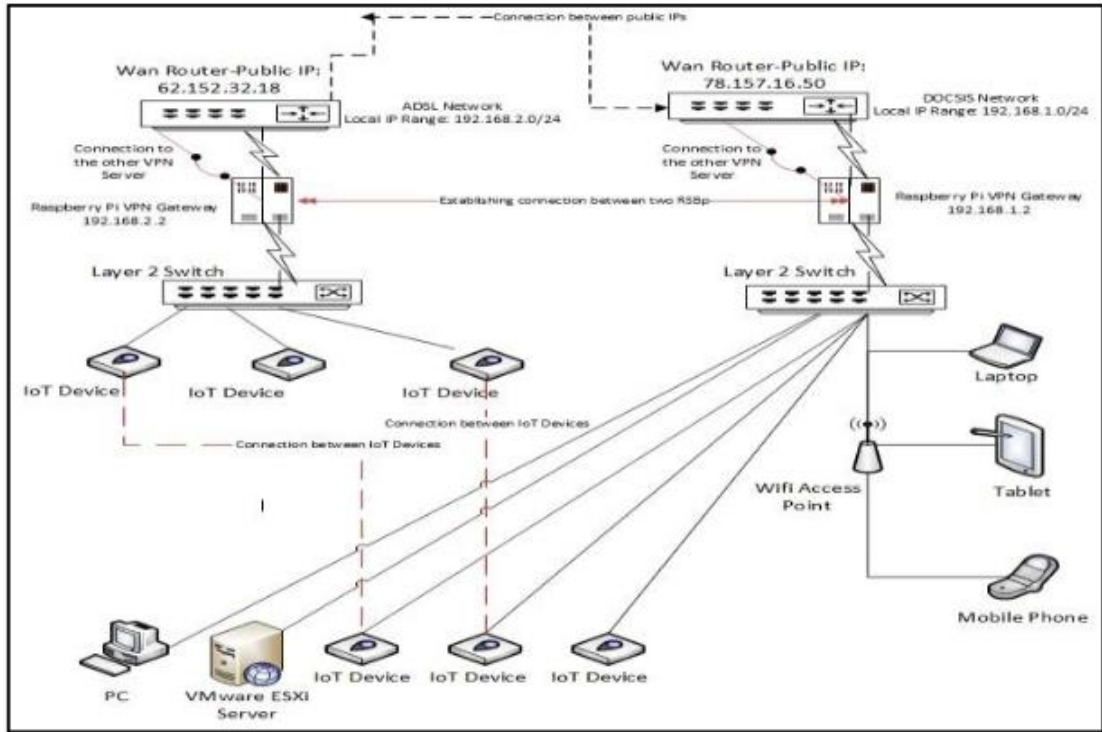 Connection between public IPs
Wan Router-Public IP:
62.152.32.18
Wan Router-Public IP:
78.157.16.50
ADSL Network
Local IP Range: 192.168.2.0/24
DOCSIS Network
Local IP Range: 192.168.1.0/24
Connection to
the other VPN
Server
Connection to
the other VPN
Server
Raspberry Pi VPN Gateway
192.168.2.2
Establishing connection between two RSBp
Raspberry Pi VPN Gateway
192.168.1.2
Layer 2 Switch
Layer 2 Switch
IoT Device
IoT Device
IoT Device
Laptop
Connection between IoT Devices
Connection between IoT Devices
Wifi Access
Point
Tablet
Mobile Phone
PC
VMware ESXi
Server
IoT Device
IoT Device
IoT Device